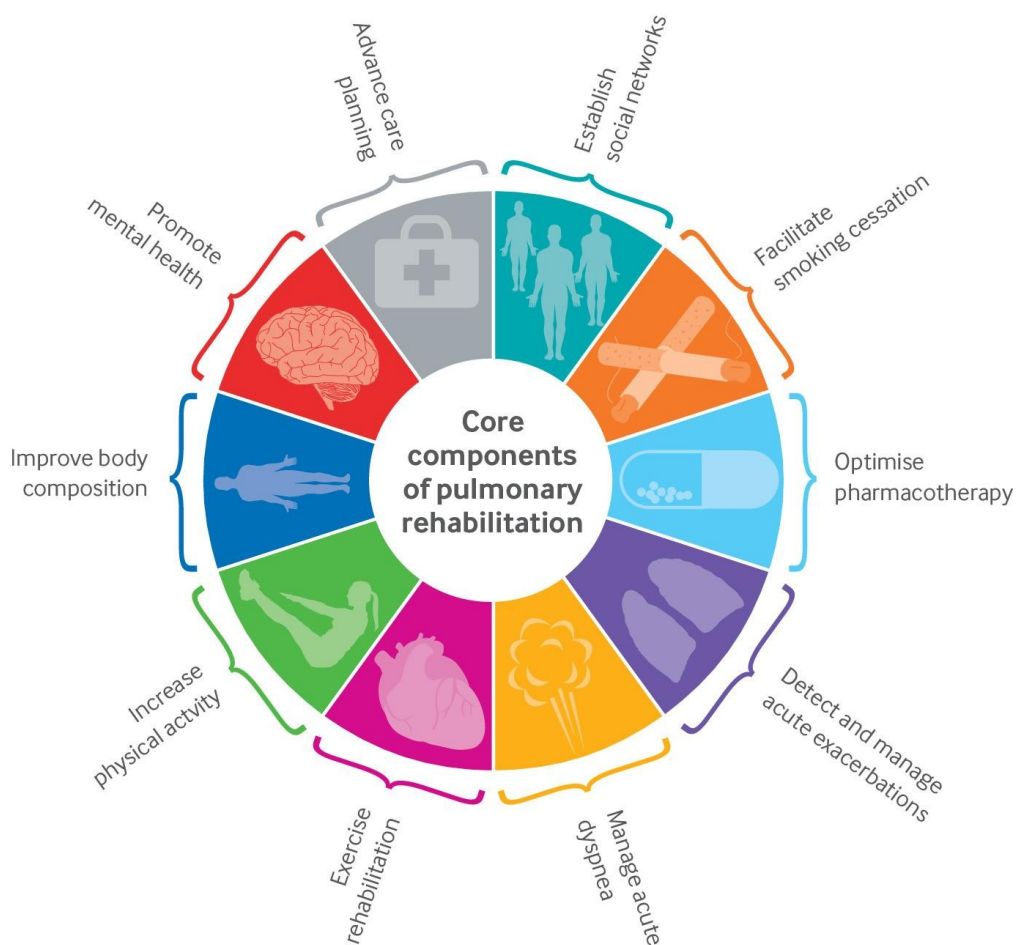 Core
components
of pulmonary
rehabilitation
Establish
social networks
Facilitate
smoking cessation
Optimise
pharmacotherapy
Detect and manage
acute exacerbations
Manage acute
dyspnea
Exercise
rehabilitation
Increase
physical actvity
Improve body
composition
Promote
mental health
Advance care
planning